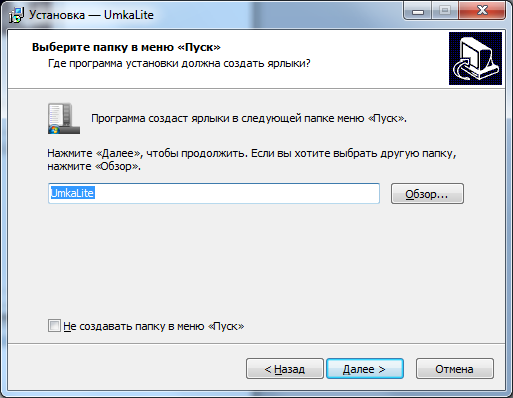 Установка — UmkaLite
Выберите папку в меню «Пуск»
Где программа установки должна создать ярлыки?
Программа создаст ярлыки в следующей папке меню «Пуск».
Нажмите «Далее», чтобы продолжить. Если вы хотите выбрать другую папку,
нажмите «Обзор».
UmkaLite
Обзор...
Не создавать папку в меню «Пуск»
< Назад
Далее >
Отмена